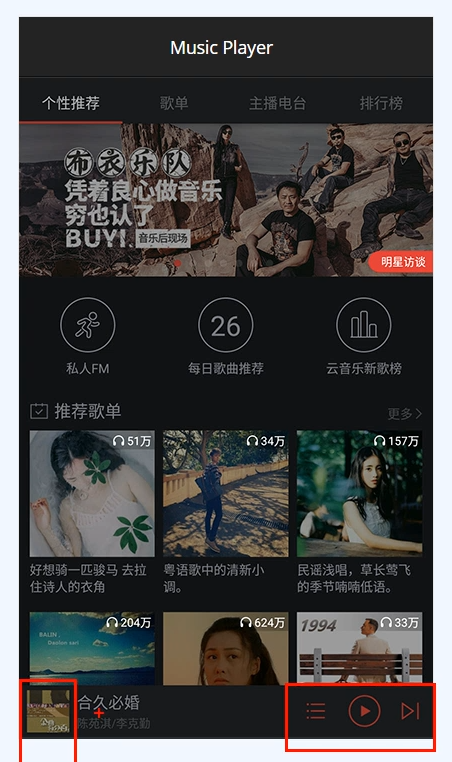 Music Player
个性推荐 歌单 主播电台 排行榜
布衣乐队
凭着良心做音乐
穷也认了
BUYI. 音乐后现场
明星访谈
26
私人FM 每日歌曲推荐 云音乐新歌榜
推荐歌单 更多
51万 34万 157万
好想骑一匹骏马 去拉住诗人的衣角
粤语歌中的清新小调。
民谣浅唱，草长莺飞的季节喃喃低语。
204万 624万 1994 33万
BALIN
合久必婚
陈苑淇/李克勤